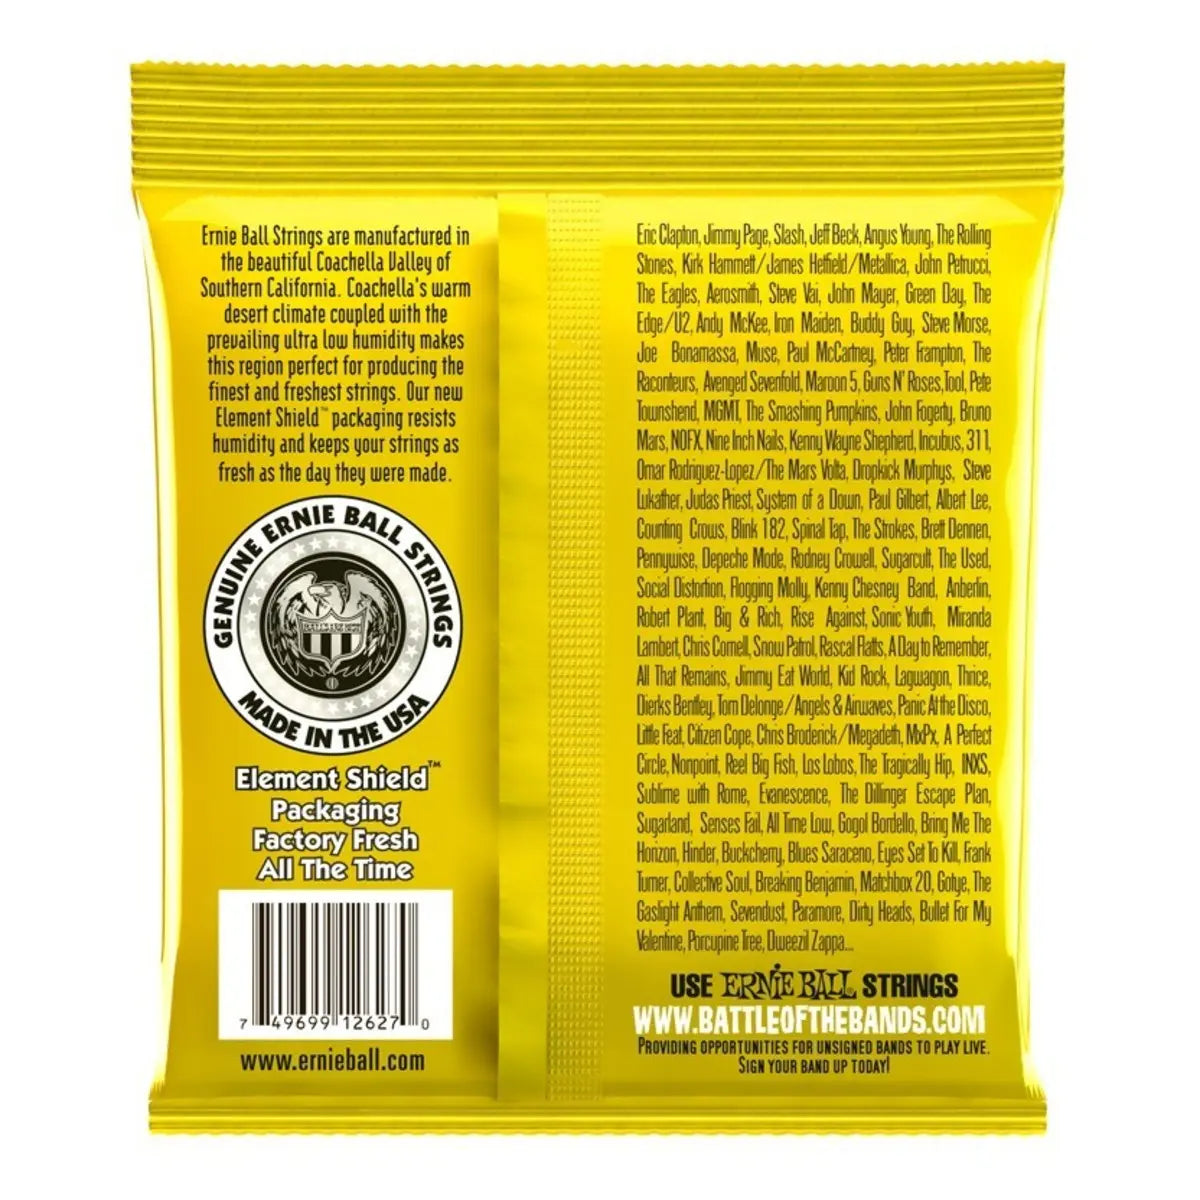 Ernie Ball Strings are manufactured in
the beautiful Coachella Valley of
Southern California. Coachella's warm
desert climate coupled with the
prevailing ultra low humidity makes
this region perfect for producing the
finest and freshest strings. Our new
Element Shield™ packaging resists
humidity and keeps your strings as
fresh as the day they were made.
GENUINE ERNIE BALL STRINGS
MADE IN THE USA
Element Shield™
Packaging
Factory Fresh
All The Time
7 49699 12627 0
www.ernieball.com
Eric Clapton, Jimmy Page, Slash, Jeff Beck, Angus Young, The Rolling
Stones, Kirk Hammett/James Hetfield/Metallica, John Petrucci,
The Eagles, Aerosmith, Steve Vai, John Mayer, Green Day, The
Edge/U2, Andy McKee, Iron Maiden, Buddy Guy, Steve Morse,
Joe Bonamassa, Muse, Paul McCartney, Peter Frampton, The
Raconteurs, Avenged Sevenfold, Maroon 5, Guns N' Roses, Tool, Pete
Townshend, MGMT, The Smashing Pumpkins, John Fogerty, Bruno
Mars, NOFX, Nine Inch Nails, Kenny Wayne Shepherd, Incubus, 311,
Omar Rodriguez-Lopez/The Mars Volta, Dropkick Murphys, Steve
Lukather, Judas Priest, System of a Down, Paul Gilbert, Albert Lee,
Counting Crows, Blink 182, Spinal Tap, The Strokes, Brett Dennen,
Pennywise, Depeche Mode, Rodney Crowell, Sugarcult, The Used,
Social Distortion, Flogging Molly, Kenny Chesney Band, Anberlin,
Robert Plant, Big & Rich, Rise Against, Sonic Youth, Miranda
Lambert, Chris Cornell, Snow Patrol, Rascal Flatts, A Day to Remember,
All That Remains, Jimmy Eat World, Kid Rock, Lagwagon, Thrice,
Dierks Bentley, Tom Delonge/Angels & Airwaves, Panic At the Disco,
Little Feat, Citizen Cope, Chris Broderick/Megadeth, MxPx, A Perfect
Circle, Nonpoint, Reel Big Fish, Los Lobos, The Tragically Hip, INXS,
Sublime with Rome, Evanescence, The Dillinger Escape Plan,
Sugarland, Senses Fail, All Time Low, Gogol Bordello, Bring Me The
Horizon, Hinder, Buckcherry, Blues Saraceno, Eyes Set To Kill, Frank
Turner, Collective Soul, Breaking Benjamin, Matchbox 20, Gotye, The
Gaslight Anthem, Sevendust, Paramore, Dirty Heads, Bullet For My
Valentine, Porcupine Tree, Dweezil Zappa...
USE ERNIE BALL® STRINGS
WWW.BATTLEOFTHEBANDS.COM
PROVIDING OPPORTUNITIES FOR UNSIGNED BANDS TO PLAY LIVE.
SIGN YOUR BAND UP TODAY!